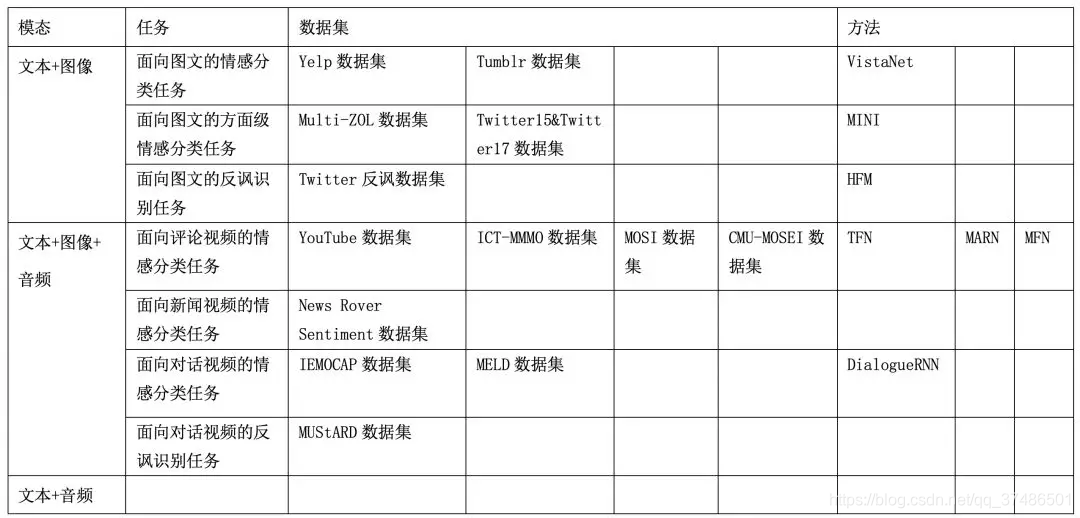 模态 任务 数据集 方法
文本+图像 面向图文的情感分 Yelp 数据集 Tumblr 数据集 VistaNet
类任务
面向图文的方面级 Multi-ZOL 数据集 Twitter15&Twitt MINI
情感分类任务 er17 数据集
面向图文的反讽识 Twitter 反讽数据集 HFM
别任务
文本+图像+ 面向评论视频的情 YouTube 数据集 ICT-MMMO 数据集 MOSI 数据 CMU-MOSEI 数 TFN MARN MFN
音频 感分类任务 集 据集
面向新闻视频的情 News Rover
感分类任务 Sentiment 数据集
面向对话视频的情 IEMOCAP 数据集 MELD 数据集 DialogueRNN
感分类任务
面向对话视频的反 MUStARD 数据集
讽识别任务
文本+音频
https://blog.csdn.net/qq_37486501